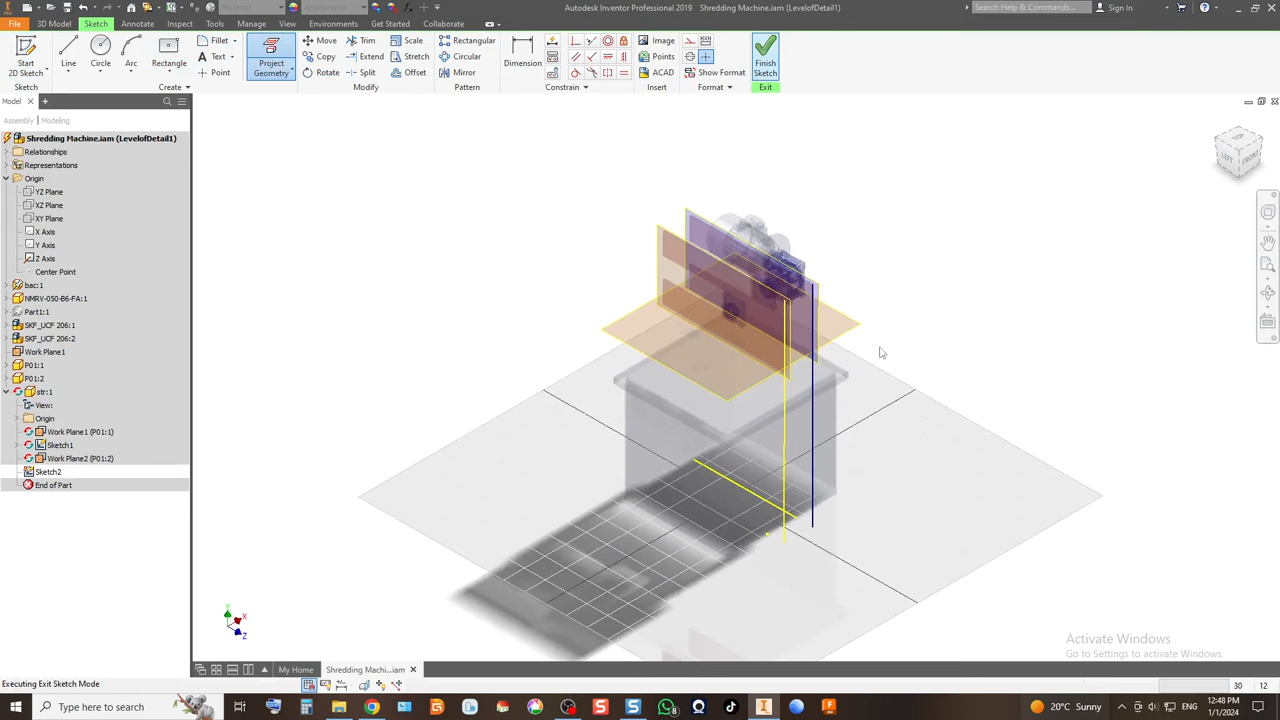 Material
Appearance
Autodesk Inventor Professional 2019   Shredding Machine.iam (LevelofDetail1)
Search Help & Commands...
Sign In
File
3D Model
Sketch
Annotate
Inspect
Tools
Manage
View
Environments
Get Started
Collaborate
Start
2D Sketch
Line
Circle
Arc
Rectangle
Fillet
Text
Point
Project
Geometry
Move
Copy
Rotate
Trim
Extend
Split
Scale
Stretch
Offset
Rectangular
Circular
Mirror
Dimension
Image
Points
ACAD
Show Format
Finish
Sketch
Sketch
Create
Modify
Pattern
Constrain
Insert
Format
Exit
Model
Assembly
Modeling
Shredding Machine.iam (LevelofDetail1)
Relationships
Representations
Origin
YZ Plane
XZ Plane
XY Plane
X Axis
Y Axis
Z Axis
Center Point
bac:1
NMRV-050-B6-FA:1
Part1:1
SKF_UCF 206:1
SKF_UCF 206:2
Work Plane1
P01:1
P01:2
str:1
View:
Origin
Work Plane1 (P01:1)
Sketch1
Work Plane2 (P01:2)
Sketch2
End of Part
TOP
LEFT
FRONT
Y
X
Z
Activate Windows
Go to Settings to activate Windows.
My Home
Shredding Machi...iam
Executing Exit Sketch Mode
30
12
Type here to search
20°C Sunny
ENG
12:48 PM
1/1/2024